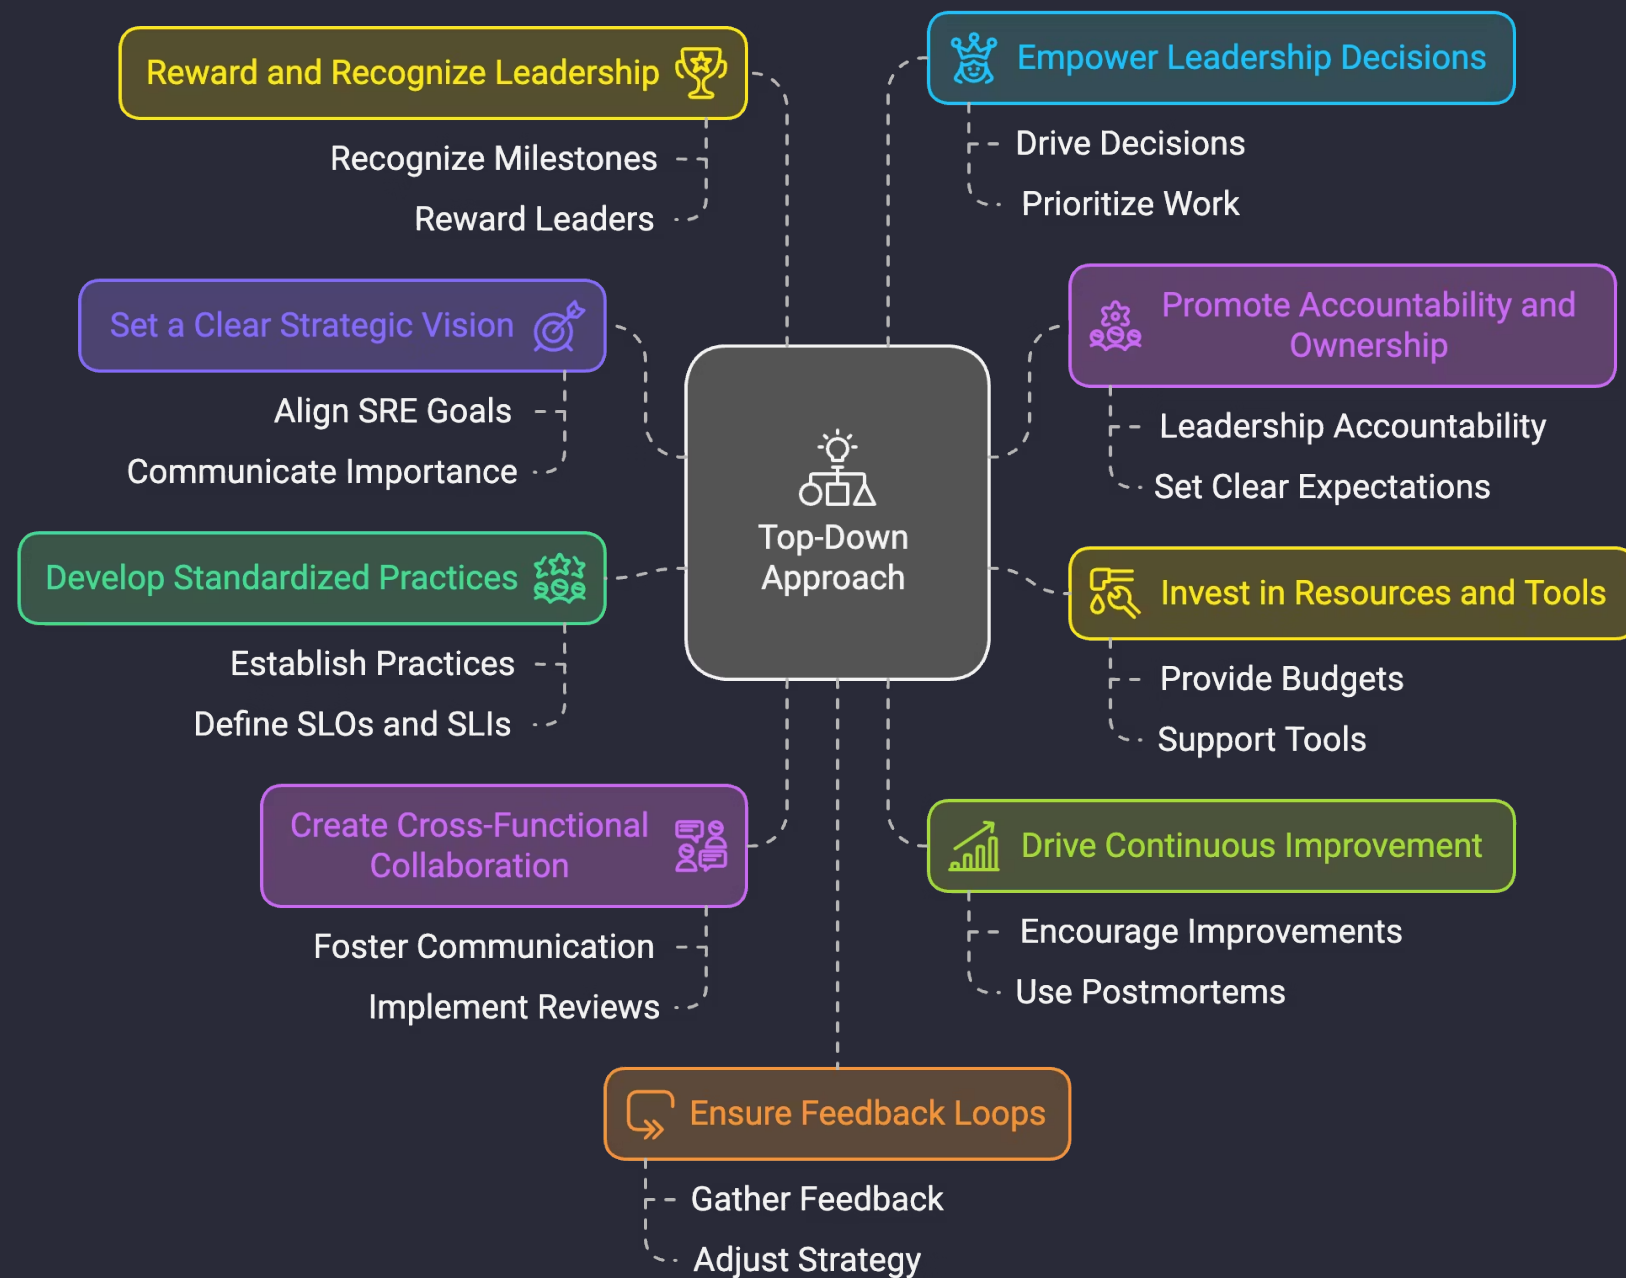 Reward and Recognize Leadership
Recognize Milestones
Reward Leaders
Set a Clear Strategic Vision
Align SRE Goals
Communicate Importance
Develop Standardized Practices
Establish Practices
Define SLOs and SLIs
Create Cross-Functional
Collaboration
Foster Communication
Implement Reviews
Top-Down
Approach
Empower Leadership Decisions
Drive Decisions
Prioritize Work
Promote Accountability and
Ownership
Leadership Accountability
Set Clear Expectations
Invest in Resources and Tools
Provide Budgets
Support Tools
Drive Continuous Improvement
Encourage Improvements
Use Postmortems
Ensure Feedback Loops
Gather Feedback
Adjust Strategy